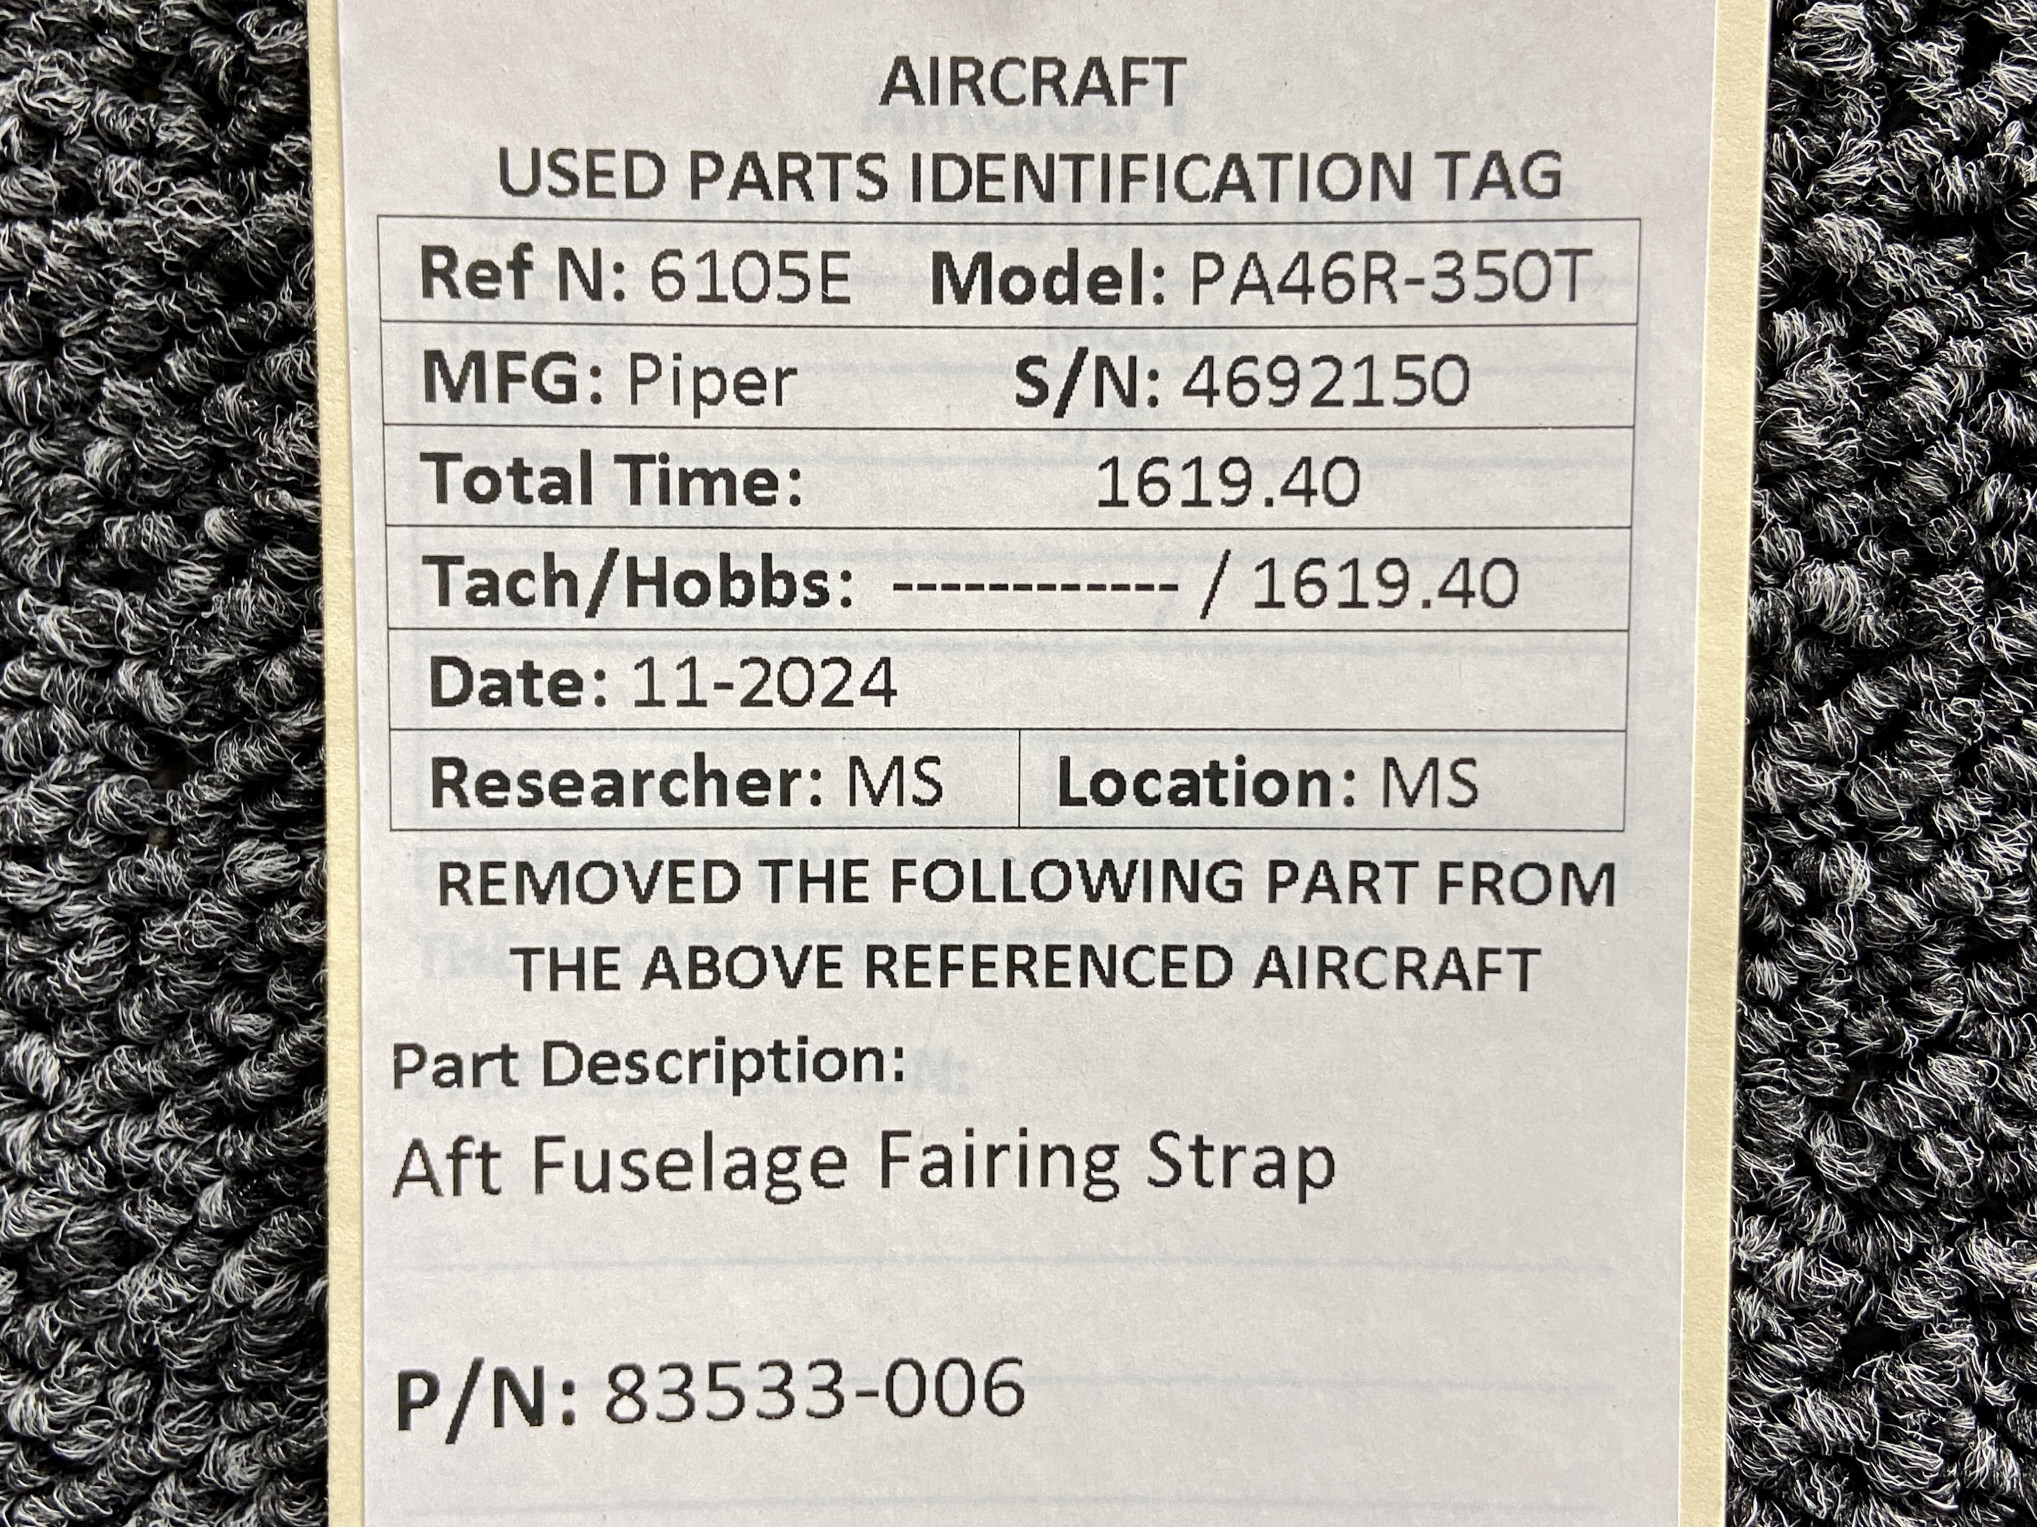 AIRCRAFT
USED PARTS IDENTIFICATION TAG
Ref N: 6105E Model: PA46R-350T
MFG: Piper S/N: 4692150
Total Time: 1619.40
Tach/Hobbs: ------------ / 1619.40
Date: 11-2024
Researcher: MS Location: MS
REMOVED THE FOLLOWING PART FROM
THE ABOVE REFERENCED AIRCRAFT
Part Description:
Aft Fuselage Fairing Strap
P/N: 83533-006